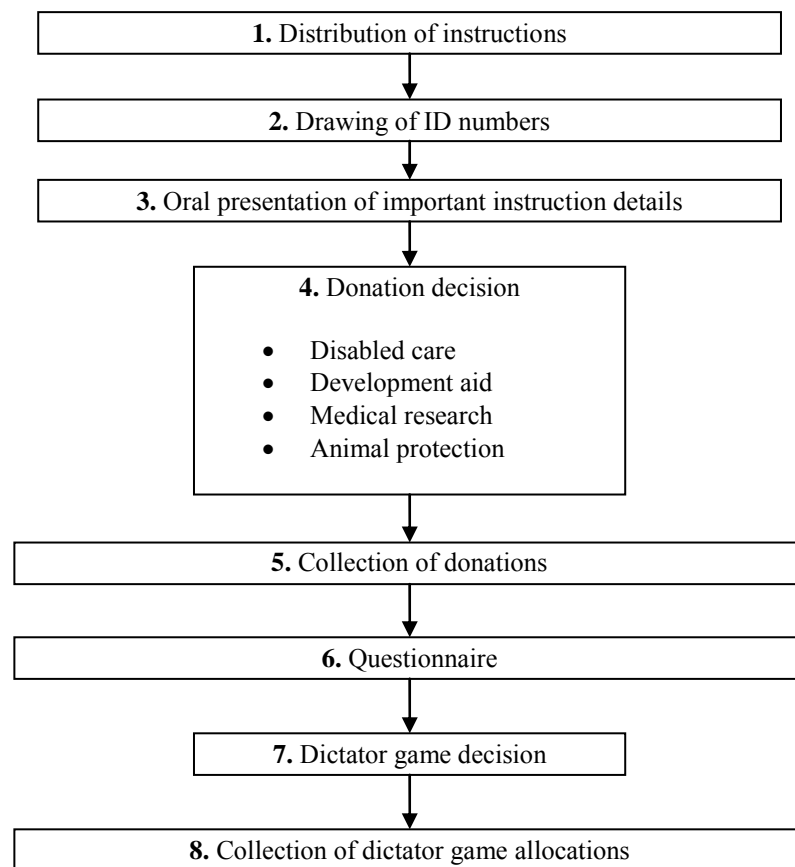 1. Distribution of instructions
2. Drawing of ID numbers
3. Oral presentation of important instruction details
4. Donation decision
• Disabled care
• Development aid
• Medical research
• Animal protection
5. Collection of donations
6. Questionnaire
7. Dictator game decision
8. Collection of dictator game allocations